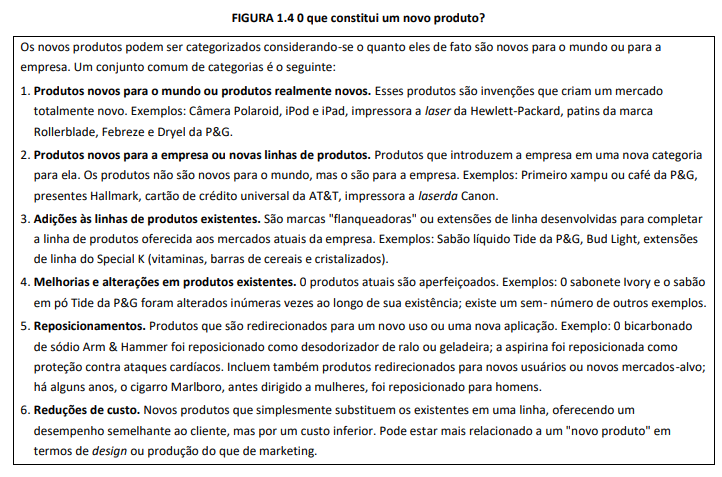 FIGURA 1.4 0 que constitui um novo produto?
Os novos produtos podem ser categorizados considerando-se o quanto eles de fato são novos para o mundo ou para a
empresa. Um conjunto comum de categorias é o seguinte:
1. Produtos novos para o mundo ou produtos realmente novos. Esses produtos são invenções que criam um mercado
totalmente novo. Exemplos: Câmera Polaroid, iPod e iPad, impressora a laser da Hewlett-Packard, patins da marca
Rollerblade, Febreze e Dryel da P&G.
2. Produtos novos para a empresa ou novas linhas de produtos. Produtos que introduzem a empresa em uma nova categoria
para ela. Os produtos não são novos para o mundo, mas o são para a empresa. Exemplos: Primeiro xampu ou café da P&G,
presentes Hallmark, cartão de crédito universal da AT&T, impressora a laserda Canon.
3. Adições às linhas de produtos existentes. São marcas "flanqueadoras" ou extensões de linha desenvolvidas para completar
a linha de produtos oferecida aos mercados atuais da empresa. Exemplos: Sabão líquido Tide da P&G, Bud Light, extensões
de linha do Special K (vitaminas, barras de cereais e cristalizados).
4. Melhorias e alterações em produtos existentes. 0 produtos atuais são aperfeiçoados. Exemplos: 0 sabonete Ivory e o sabão
em pó Tide da P&G foram alterados inúmeras vezes ao longo de sua existência; existe um sem- número de outros exemplos.
5. Reposicionamentos. Produtos que são redirecionados para um novo uso ou uma nova aplicação. Exemplo: 0 bicarbonado
de sódio Arm & Hammer foi reposicionado como desodorizador de ralo ou geladeira; a aspirina foi reposicionada como
proteção contra ataques cardíacos. Incluem também produtos redirecionados para novos usuários ou novos mercados-alvo;
há alguns anos, o cigarro Marlboro, antes dirigido a mulheres, foi reposicionado para homens.
6. Reduções de custo. Novos produtos que simplesmente substituem os existentes em uma linha, oferecendo um
desempenho semelhante ao cliente, mas por um custo inferior. Pode estar mais relacionado a um "novo produto" em
termos de design ou produção do que de marketing.